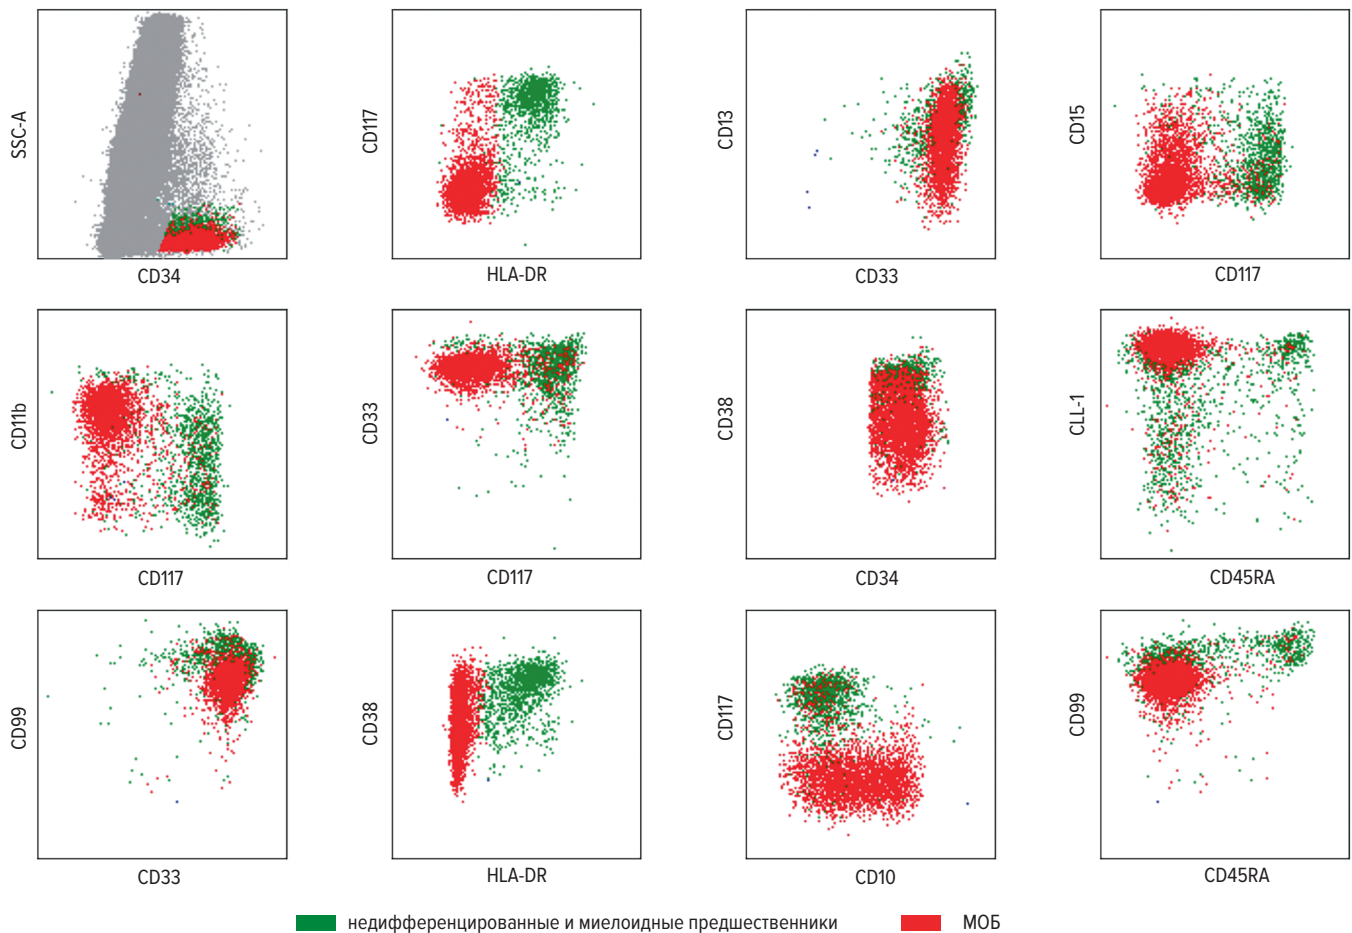 SSC-A
CD34
CD117
HLA-DR
CD13
CD33
CD15
CD117
CD11b
CD117
CD33
CD117
CD38
CD34
CLL-1
CD45RA
CD99
CD33
CD38
HLA-DR
CD117
CD10
CD99
CD45RA
недифференцированные и миелоидные предшественники
МОБ